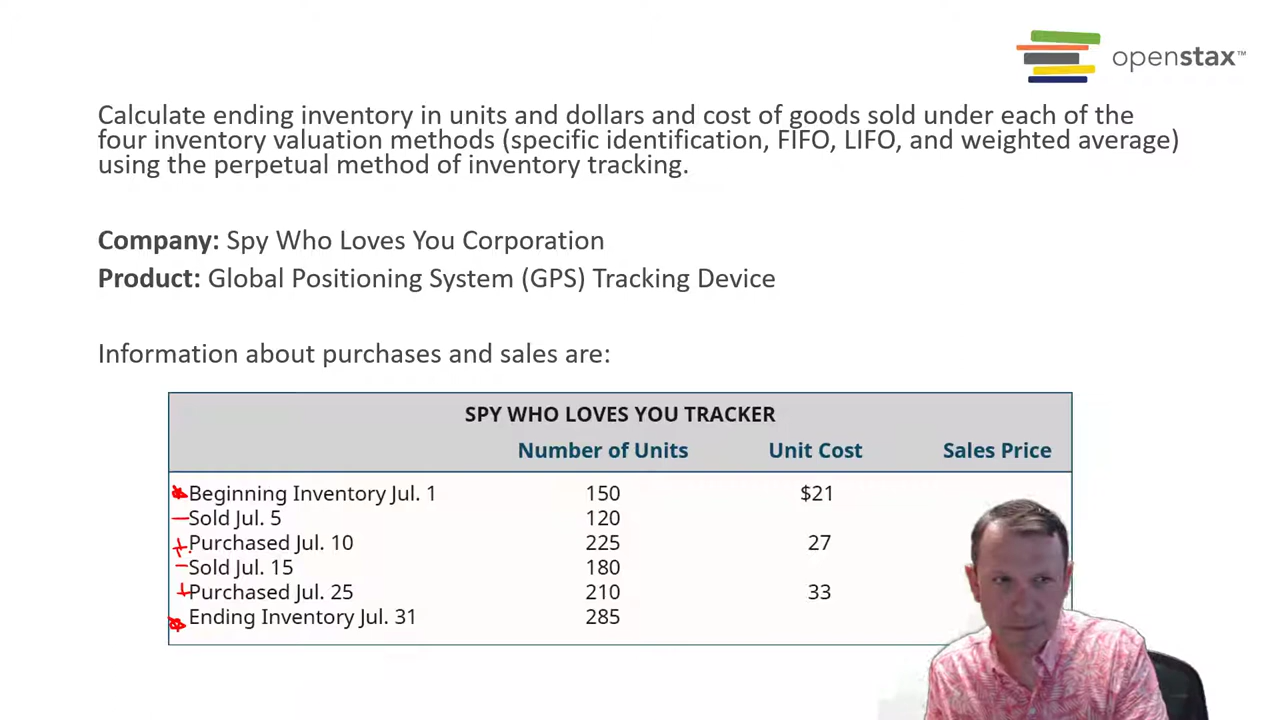 openstax™
Calculate ending inventory in units and dollars and cost of goods sold under each of the
four inventory valuation methods (specific identification, FIFO, LIFO, and weighted average)
using the perpetual method of inventory tracking.
Company: Spy Who Loves You Corporation
Product: Global Positioning System (GPS) Tracking Device
Information about purchases and sales are:
SPY WHO LOVES YOU TRACKER
Number of Units Unit Cost Sales Price
Beginning Inventory Jul. 1 150 $21
Sold Jul. 5 120
Purchased Jul. 10 225 27
Sold Jul. 15 180
Purchased Jul. 25 210 33
Ending Inventory Jul. 31 285